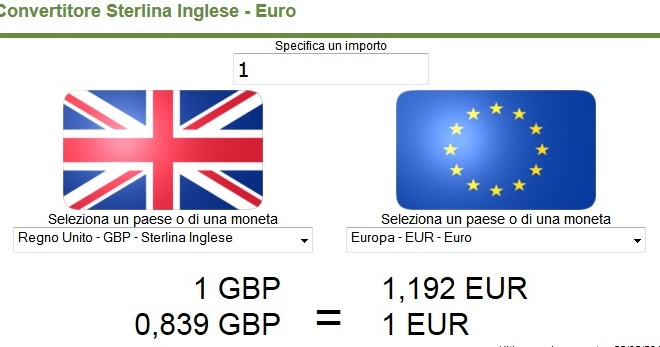 Convertitore Sterlina Inglese - Euro
Specifica un importo
1
Seleziona un paese o di una moneta
Regno Unito - GBP - Sterlina Inglese
Seleziona un paese o di una moneta
Europa - EUR - Euro
1 GBP
0,839 GBP
=
1,192 EUR
1 EUR